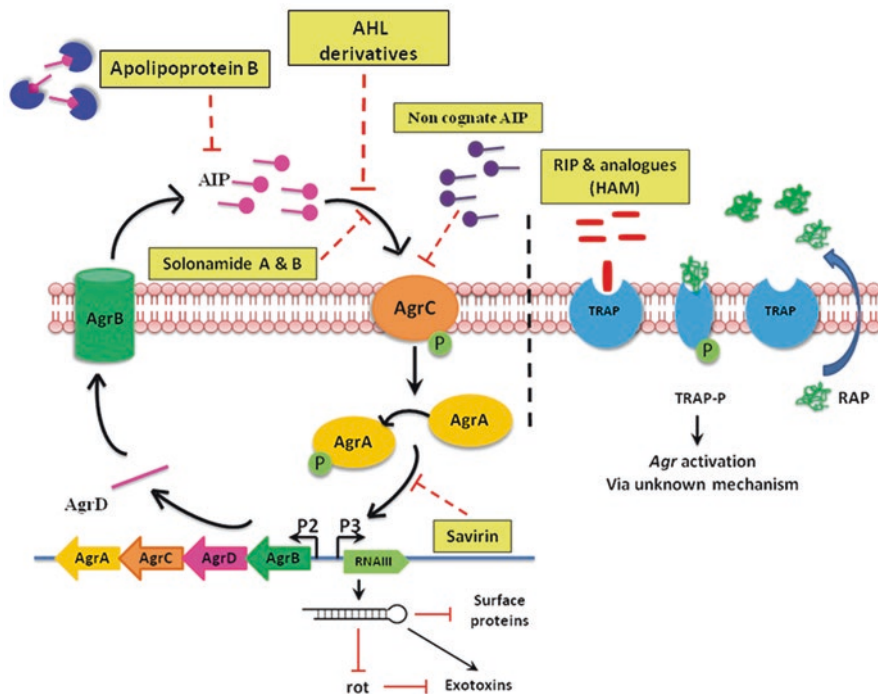 AHL
derivatives
Apolipoprotein B
Non cognate AIP
AIP
RIP & analogues
(HAM)
Solonamide A & B
AgrB
AgrC
P
TRAP
TRAP
P
AgrA
AgrA
P
TRAP-P
RAP
Agr activation
Via unknown mechanism
AgrD
P2
P3
Savirin
AgrA
AgrC
AgrD
AgrB
RNAIII
Surface
proteins
rot
Exotoxins